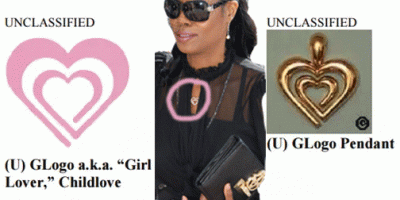 UNCLASSIFIED
(U) GLogo a.k.a. “Girl
Lover,” Childlove
UNCLASSIFIED
(U) GLogo Pendant